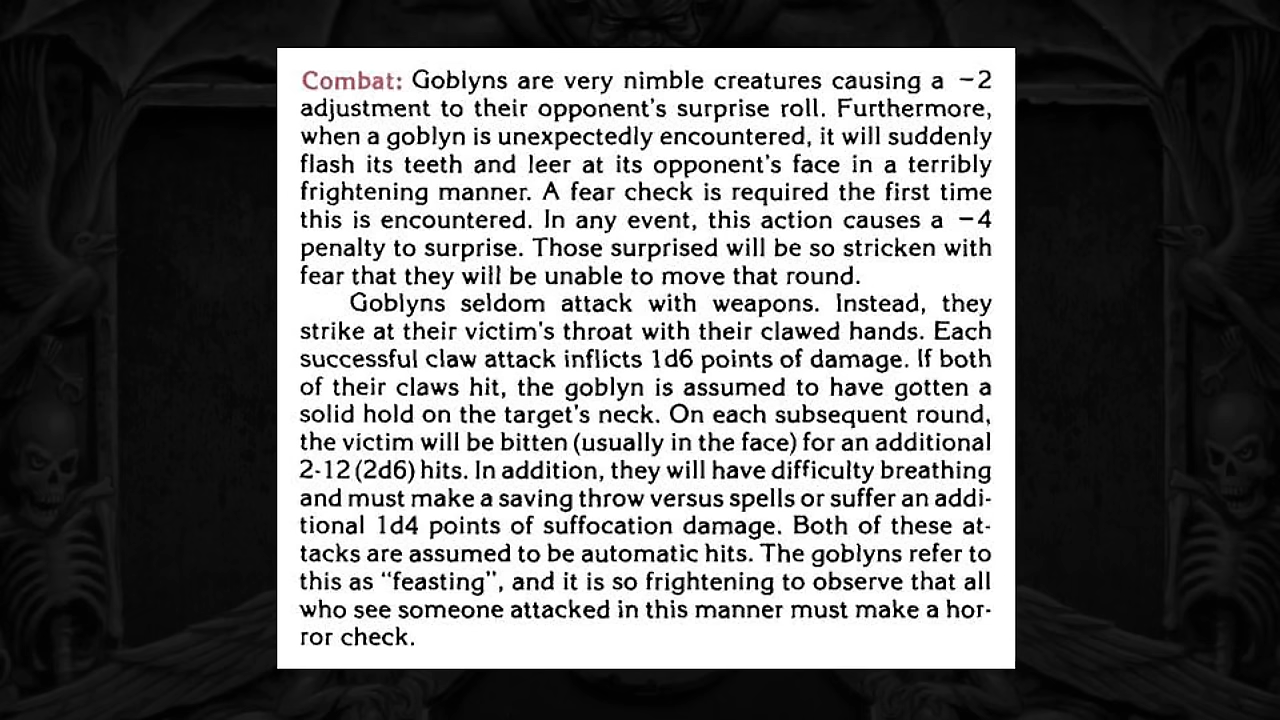 Combat: Goblyns are very nimble creatures causing a −2
adjustment to their opponent's surprise roll. Furthermore,
when a goblyn is unexpectedly encountered, it will suddenly
flash its teeth and leer at its opponent's face in a terribly
frightening manner. A fear check is required the first time
this is encountered. In any event, this action causes a −4
penalty to surprise. Those surprised will be so stricken with
fear that they will be unable to move that round.
Goblyns seldom attack with weapons. Instead, they
strike at their victim's throat with their clawed hands. Each
successful claw attack inflicts 1d6 points of damage. If both
of their claws hit, the goblyn is assumed to have gotten a
solid hold on the target's neck. On each subsequent round,
the victim will be bitten (usually in the face) for an additional
2-12 (2d6) hits. In addition, they will have difficulty breathing
and must make a saving throw versus spells or suffer an addi-
tional 1d4 points of suffocation damage. Both of these at-
tacks are assumed to be automatic hits. The goblyns refer to
this as "feasting", and it is so frightening to observe that all
who see someone attacked in this manner must make a hor-
ror check.